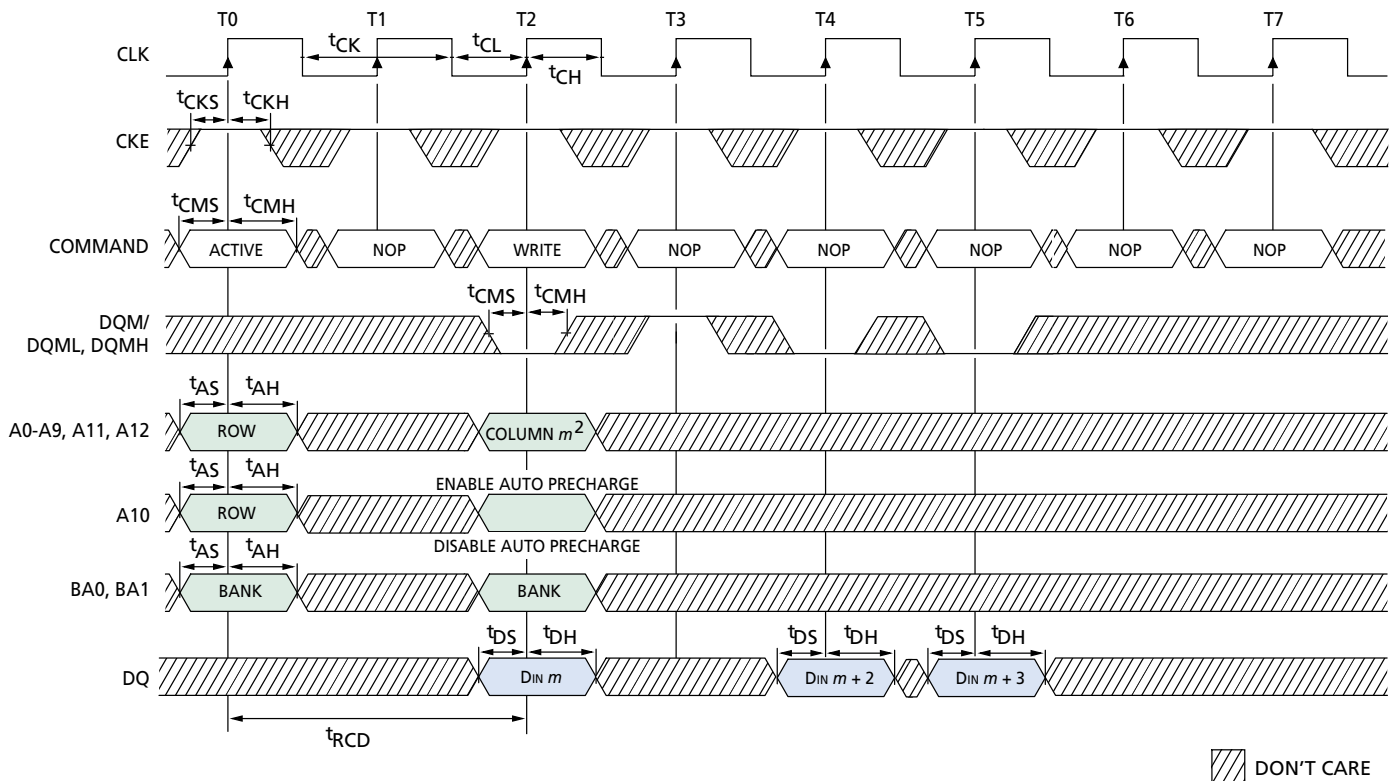 T0 T1 T2 T3 T4 T5 T6 T7
CLK
tCK tCL
tCH
tCKS tCKH
CKE
tCMS tCMH
COMMAND ACTIVE NOP WRITE NOP NOP NOP NOP NOP
tCMS tCMH
DQM/
DQML, DQMH
tAS tAH
A0-A9, A11, A12 ROW COLUMN m2
tAS tAH ENABLE AUTO PRECHARGE
A10 ROW
tAS tAH DISABLE AUTO PRECHARGE
BA0, BA1 BANK BANK
tDS tDH tDS tDH tDS tDH
DQ DIN m DIN m + 2 DIN m + 3
tRCD
DON'T CARE